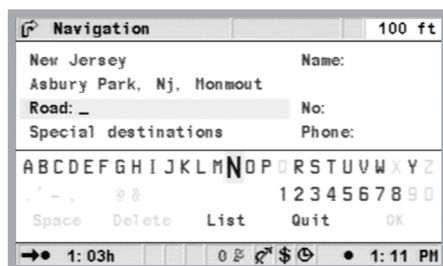 Navigation 100 ft
New Jersey Name:
Asbury Park, Nj, Monmout
Road: _ No:
Special destinations Phone:
ABCDEFGHIJKLMNOPQRSTUVWXYZ
.'-, @& 1234567890
Space Delete List Quit OK
1:03h 0 $ 1:11 PM